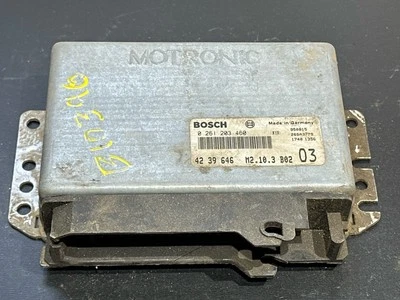 MOTRONIC
BOSCH Made in Germany
0 261 203 460
42 39 646 M2.10.3 B02 03